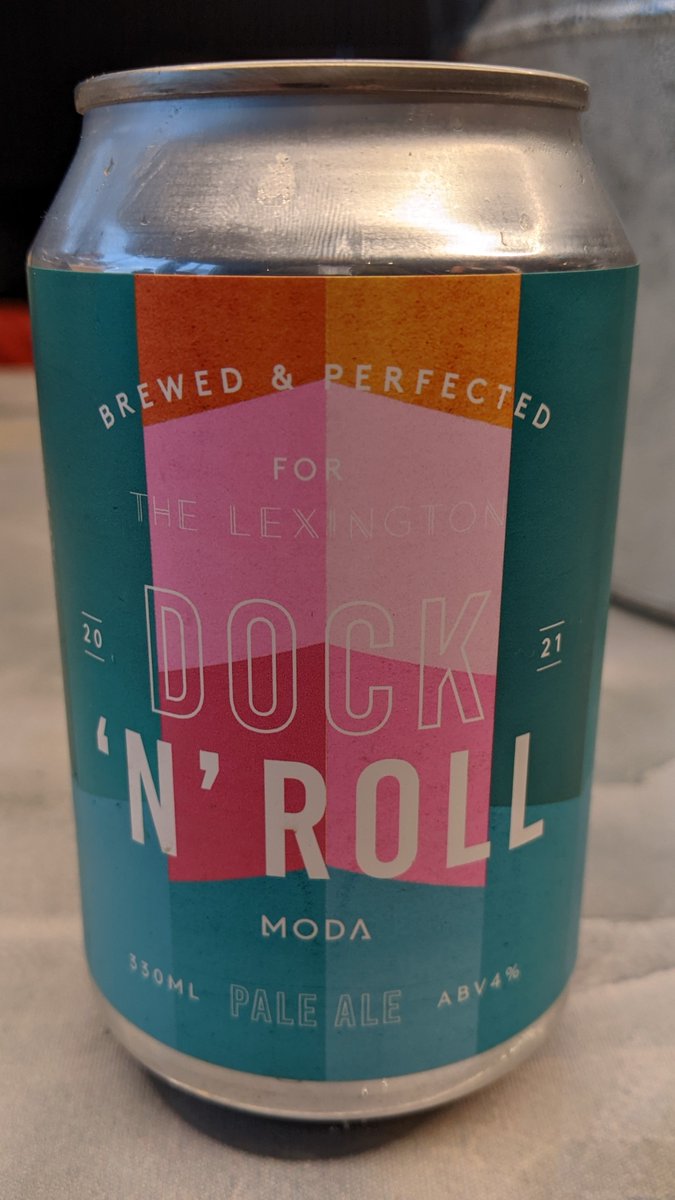 BREWED & PERFECTED
FOR
THE LEXINGTON
DOCK
20
21
'N' ROLL
MODA
330ML PALE ALE ABV4%